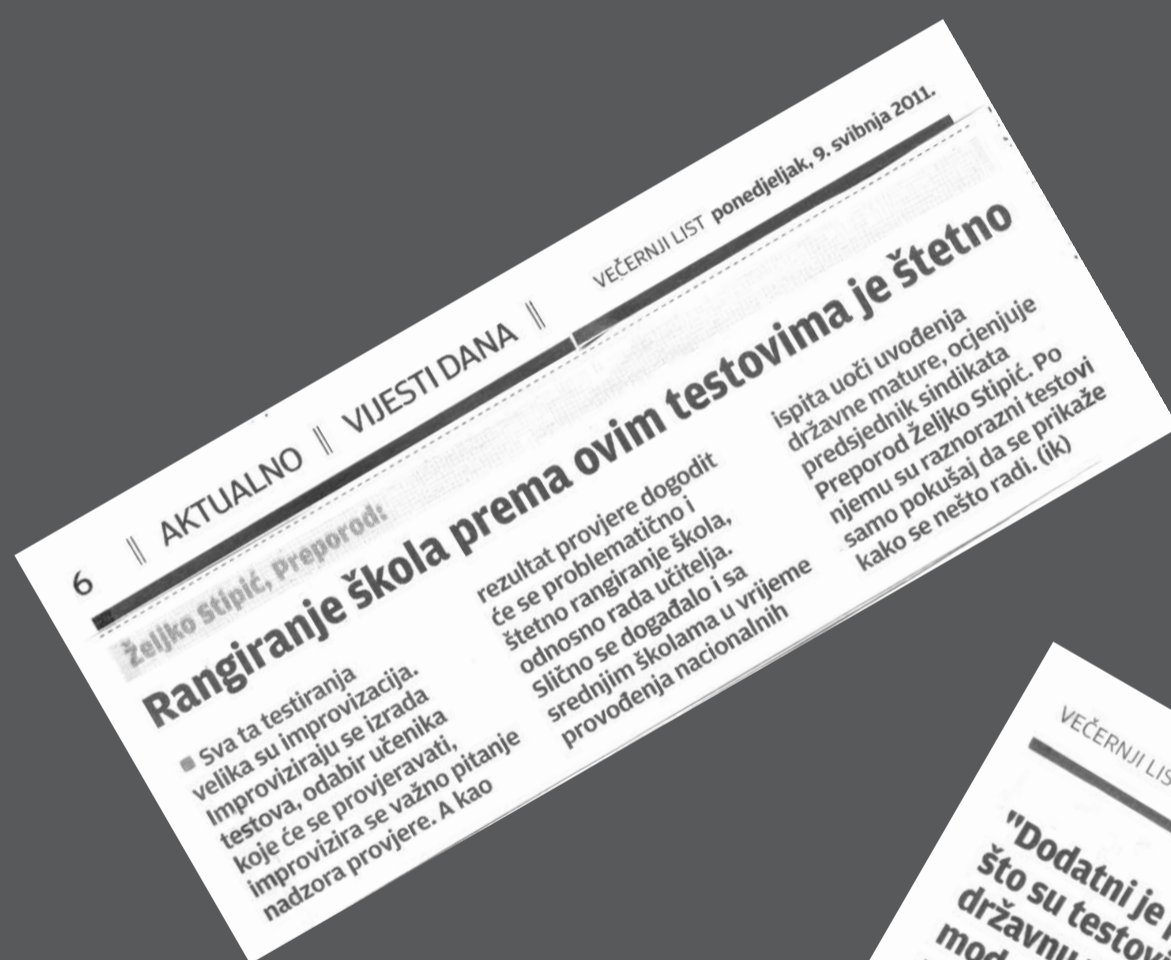 6 || AKTUALNO || VIJESTI DANA ||
VEČERNJI LIST ponedjeljak, 9. svibnja 2011.
Željko Stipić, Preporod:
Rangiranje škola prema ovim testovima je štetno
■ Sva ta testiranja
velika su improvizacija.
Improviziraju se izrada
testova, odabir učenika
koje će se provjeravati,
improvizira se važno pitanje
nadzora provjere. A kao
rezultat provjere dogodit
će se problematično i
štetno rangiranje škola,
odnosno rada učitelja.
Slično se događalo i sa
srednjim školama u vrijeme
provođenja nacionalnih
ispita uoči uvođenja
državne mature, ocjenjuje
predsjednik sindikata
Preporod Željko Stipić. Po
njemu su raznorazni testovi
samo pokušaj da se prikaže
kako se nešto radi. (ik)
VEČERNJI LIS
"Dodatni je
što su testovi
državnu